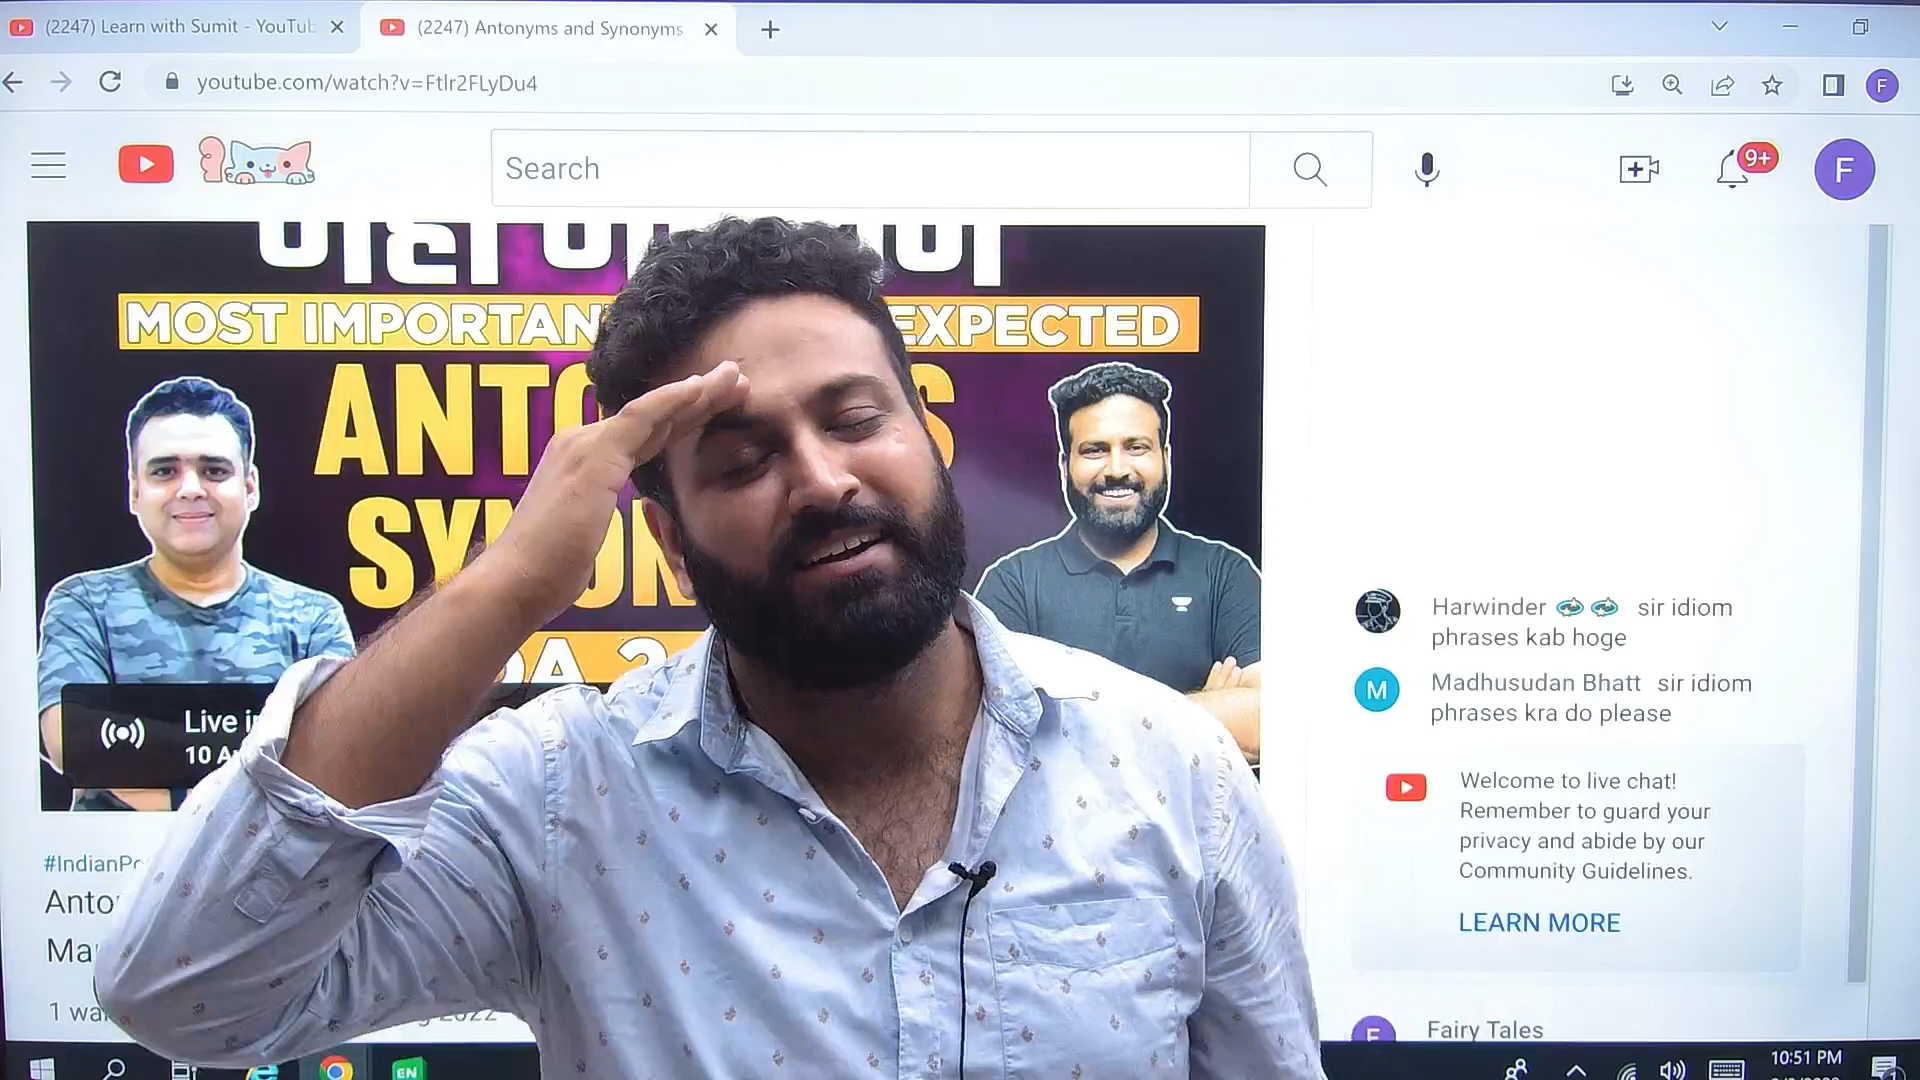 (2247) Learn with Sumit - YouTub
(2247) Antonyms and Synonyms
youtube.com/watch?v=Ftlr2FLyDu4
F
Search
9+
F
MOST IMPORTAN EXPECTED
ANTO S
SY
Live i
10 A
Harwinder sir idiom
phrases kab hoge
M
Madhusudan Bhatt sir idiom
phrases kra do please
Welcome to live chat!
Remember to guard your
privacy and abide by our
Community Guidelines.
LEARN MORE
#IndianPo
Anto
Ma
1 wa 2022
F
Fairy Tales
EN
10:51 PM